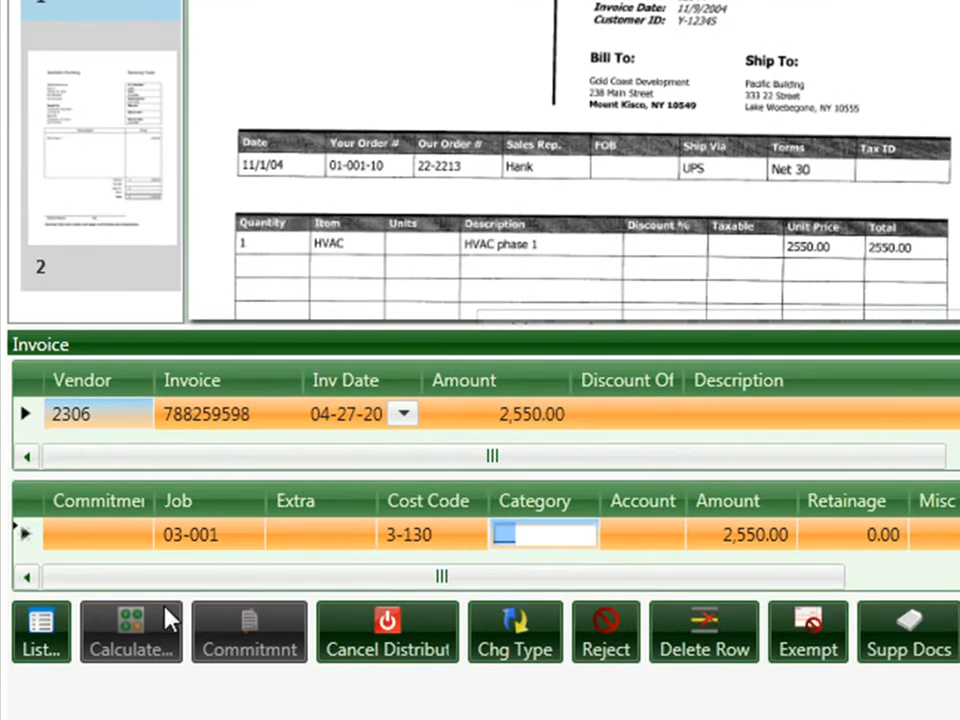 Invoice Date: 11/9/2004
Customer ID: Y-12345
Bill To:
Gold Coast Development
238 Main Street
Mount Kisco, NY 10549
Ship To:
Pacific Building
333 22 Street
Lake Woebegone, NY 10555
Date Your Order # Our Order # Sales Rep. FOB Ship Via Terms Tax ID
11/1/04 01-001-10 22-2213 Hank UPS Net 30
Quantity Item Units Description Discount % Taxable Unit Price Total
1 HVAC HVAC phase 1 2550.00 2550.00
2
Invoice
Vendor Invoice Inv Date Amount Discount Of Description
2306 788259598 04-27-20 2,550.00
Commitmer Job Extra Cost Code Category Account Amount Retainage Misc
03-001 3-130 2,550.00 0.00
List... Calculate... Commitmnt Cancel Distribut Chg Type Reject Delete Row Exempt Supp Docs